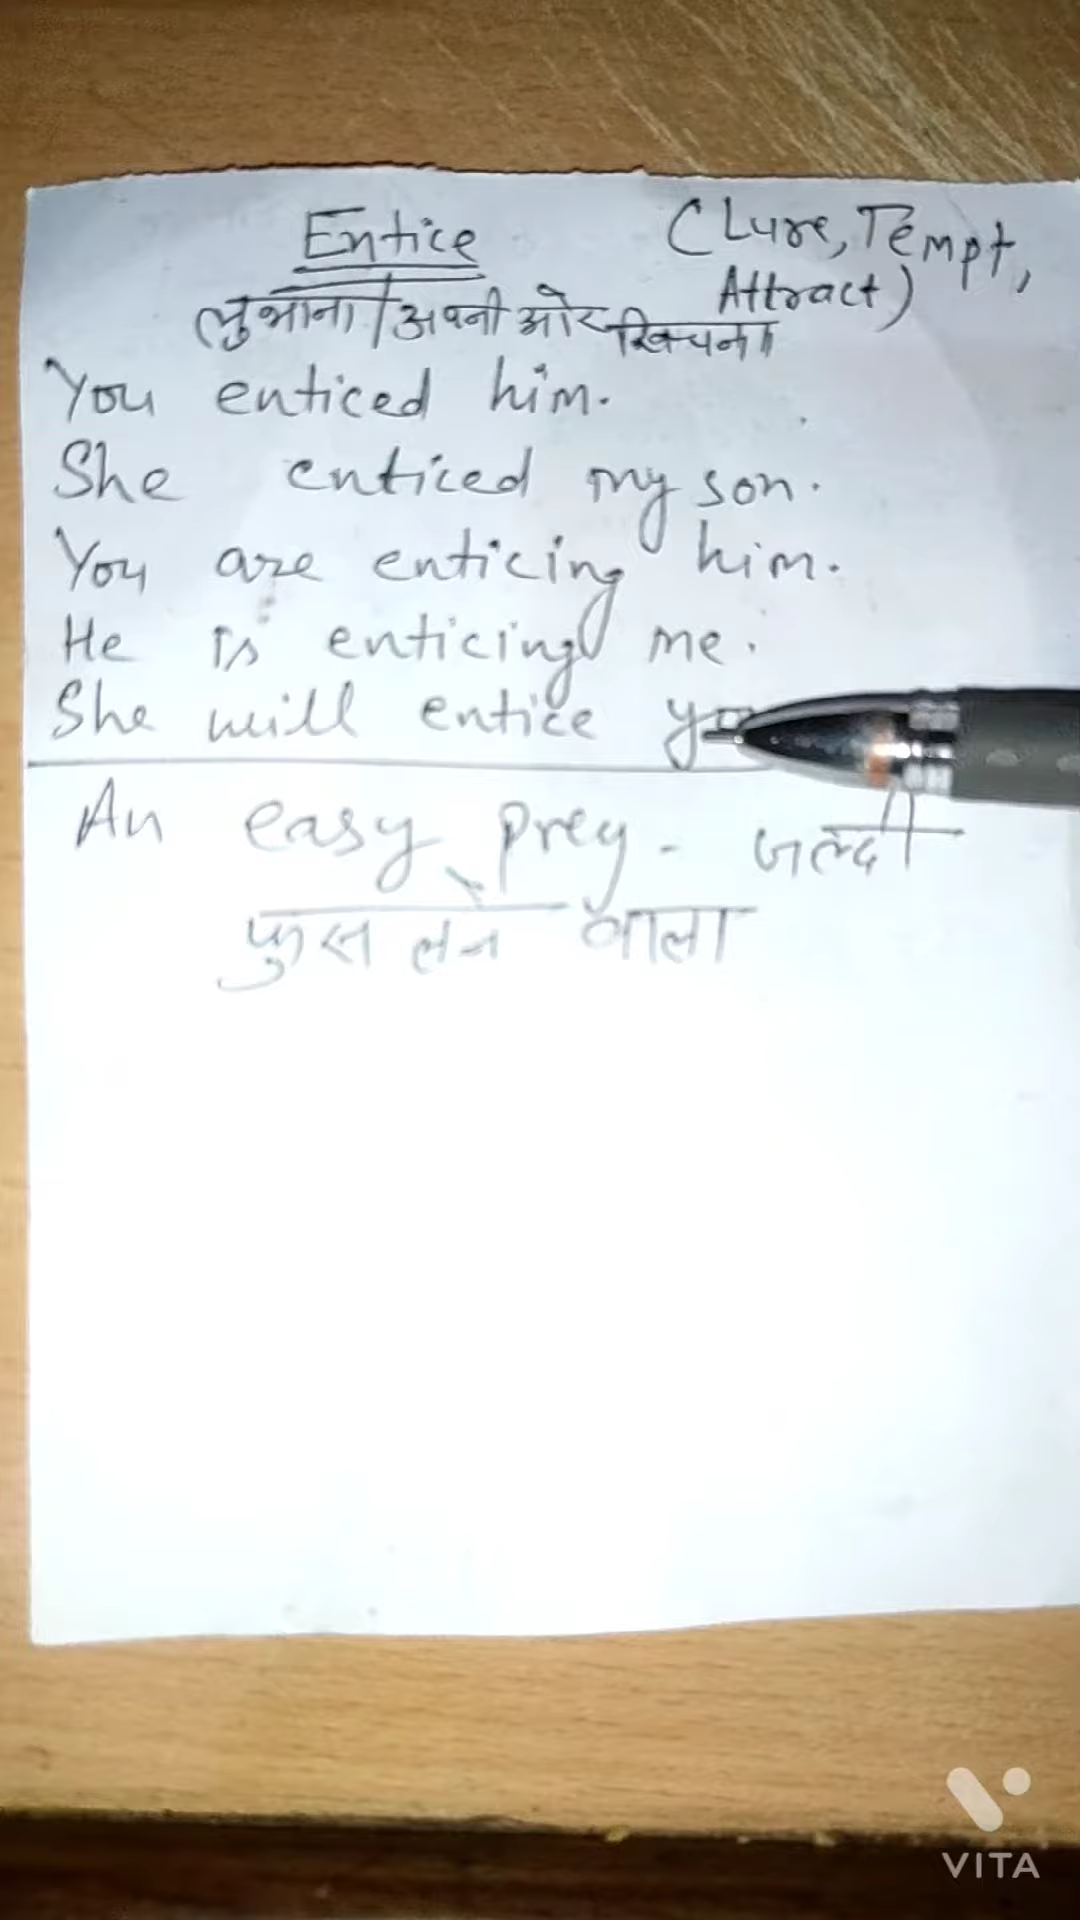 Entice (Lure, Tempt,
Attract)
लुभाना / अपनी ओर खिचना
You enticed him.
She enticed my son.
You are enticing him.
He is enticing me.
She will entice
An easy prey - जल्दी
फुसलने वाला
VITA